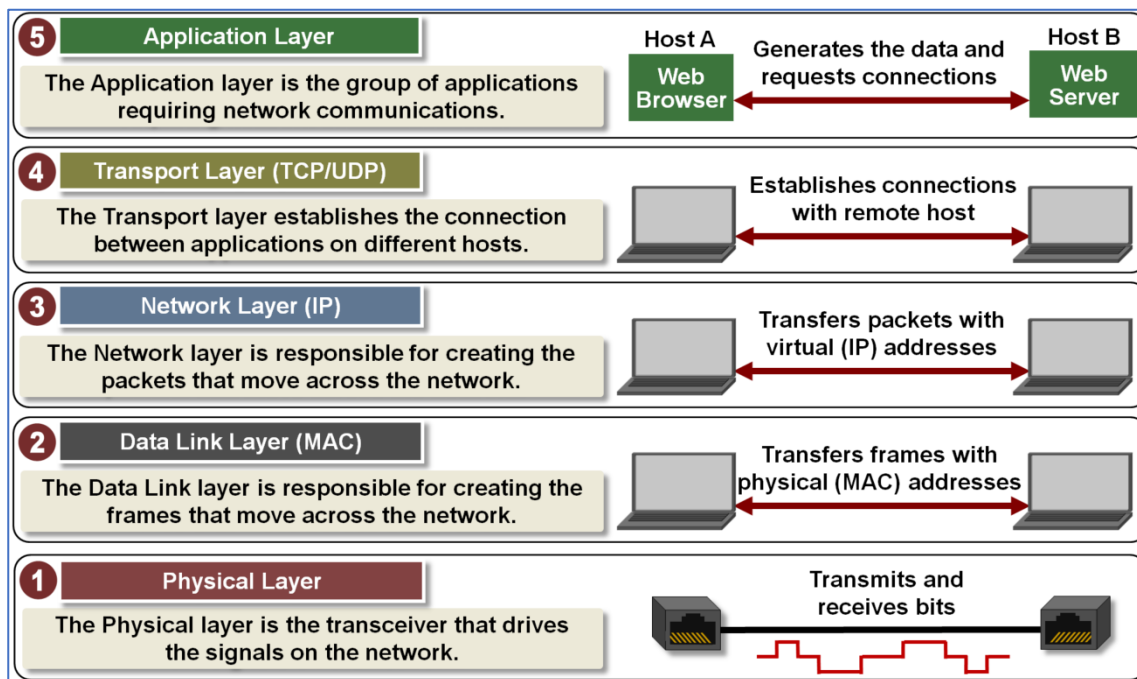 5
Application Layer
The Application layer is the group of applications
requiring network communications.
Host A
Web
Browser
Generates the data and
requests connections
Host B
Web
Server
4
Transport Layer (TCP/UDP)
The Transport layer establishes the connection
between applications on different hosts.
Establishes connections
with remote host
3
Network Layer (IP)
The Network layer is responsible for creating the
packets that move across the network.
Transfers packets with
virtual (IP) addresses
2
Data Link Layer (MAC)
The Data Link layer is responsible for creating the
frames that move across the network.
Transfers frames with
physical (MAC) addresses
1
Physical Layer
The Physical layer is the transceiver that drives
the signals on the network.
Transmits and
receives bits